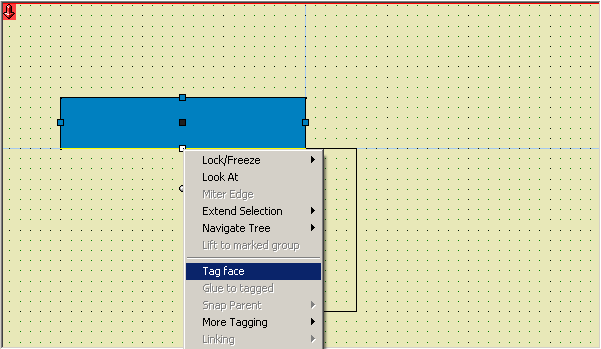 Lock/Freeze
Look At
Miter Edge
Extend Selection
Navigate Tree
Lift to marked group
Tag face
Glue to tagged
Snap Parent
More Tagging
Linking